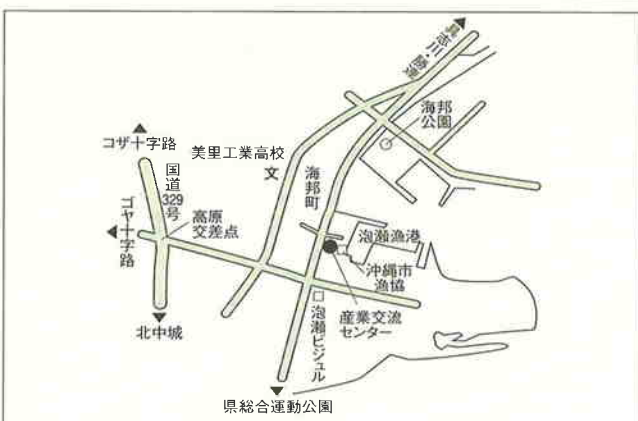 具志川・勝連
海邦
公園
コザ十字路
美里工業高校
文
国道
329
号
海邦町
高原
交差点
ゴヤ十字路
泡瀬漁港
沖縄市
漁協
産業交流
センター
泡瀬ビジュル
北中城
県総合運動公園